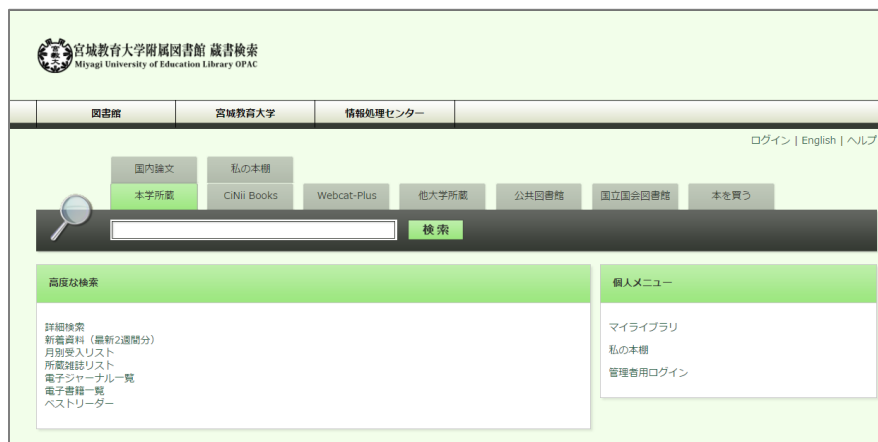 宮城教育大学附属図書館 蔵書検索
Miyagi University of Education Library OPAC
図書館 宮城教育大学 情報処理センター
ログイン | English | ヘルプ
国内論文 私の本棚
本学所蔵 CiNii Books Webcat-Plus 他大学所蔵 公共図書館 国立国会図書館 本を買う
検索
高度な検索
詳細検索
新着資料（最新2週間分）
月別受入リスト
所蔵雑誌リスト
電子ジャーナル一覧
電子書籍一覧
ベストリーダー
個人メニュー
マイライブラリ
私の本棚
管理者用ログイン